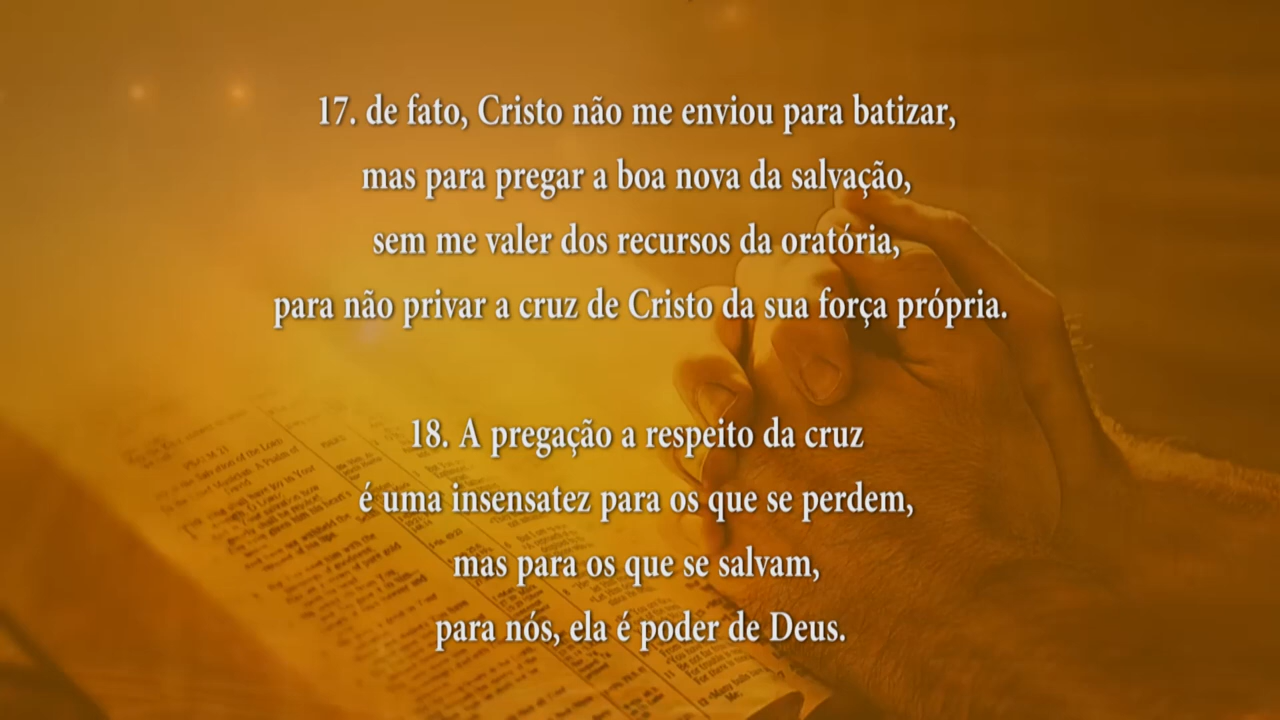 17. de fato, Cristo não me enviou para batizar,
mas para pregar a boa nova da salvação,
sem me valer dos recursos da oratória,
para não privar a cruz de Cristo da sua força própria.
18. A pregação a respeito da cruz
é uma insensatez para os que se perdem,
mas para os que se salvam,
para nós, ela é poder de Deus.